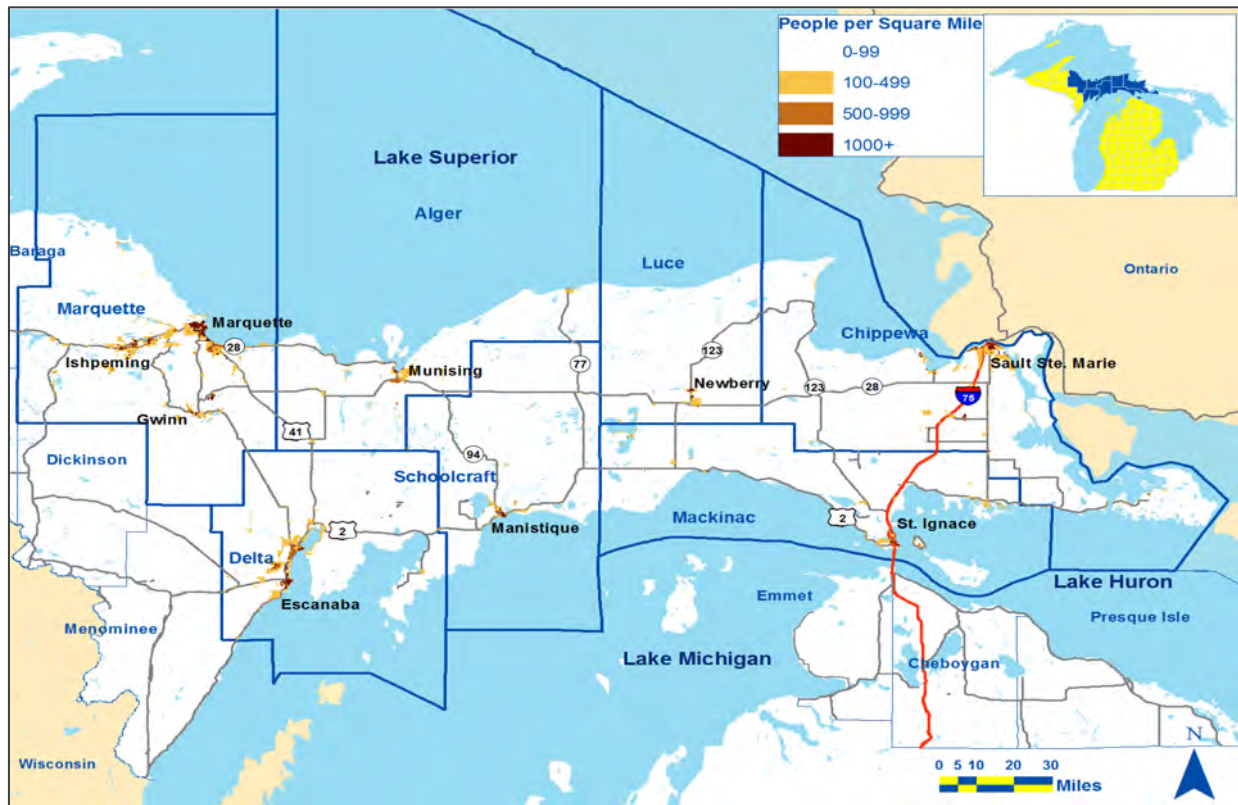 People per Square Mile
0-99
100-499
500-999
1000+
Lake Superior
Alger
Baraga
Luce
Ontario
Marquette
Marquette
Chippewa
28
123
Ishpeming
Munising
77
Newberry
123
28
Sault Ste. Marie
75
Gwinn
41
Dickinson
94
Schoolcraft
Manistique
Mackinac
2
St. Ignace
2
Delta
Escanaba
Lake Huron
Emmet
Presque Isle
Menominee
Lake Michigan
Cheboygan
N
Wisconsin
0 5 10 20 30
Miles